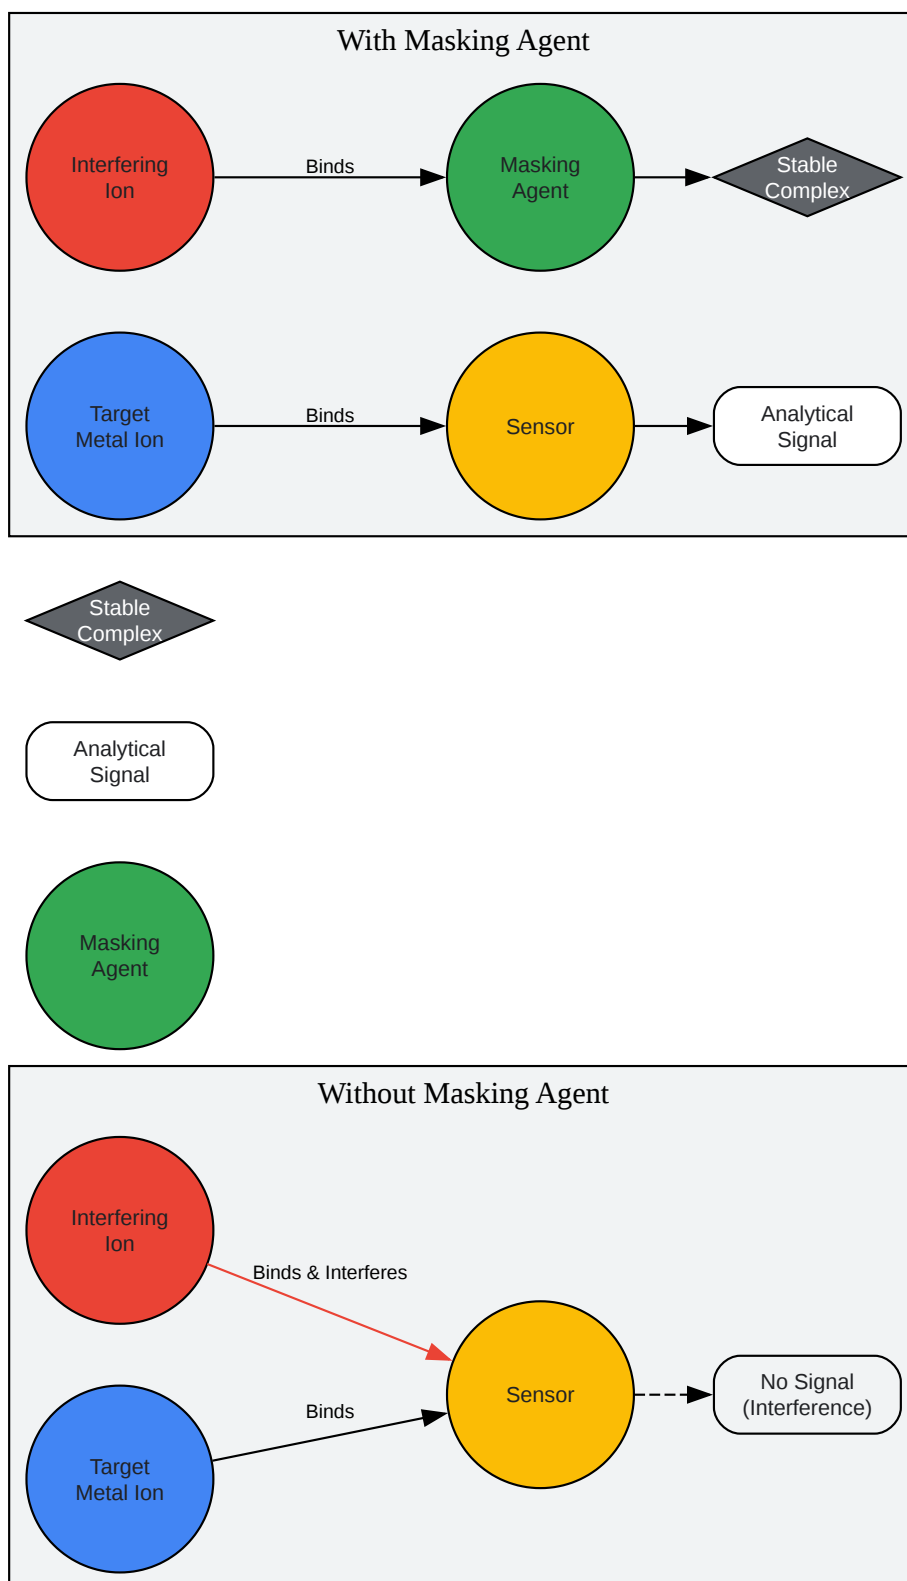 With Masking Agent
Interfering
Ion
Binds
Masking
Agent
Stable
Complex
Target
Metal Ion
Binds
Sensor
Analytical
Signal
Stable
Complex
Analytical
Signal
Masking
Agent
Without Masking Agent
Interfering
Ion
Binds & Interferes
Target
Metal Ion
Binds
Sensor
No Signal
(Interference)